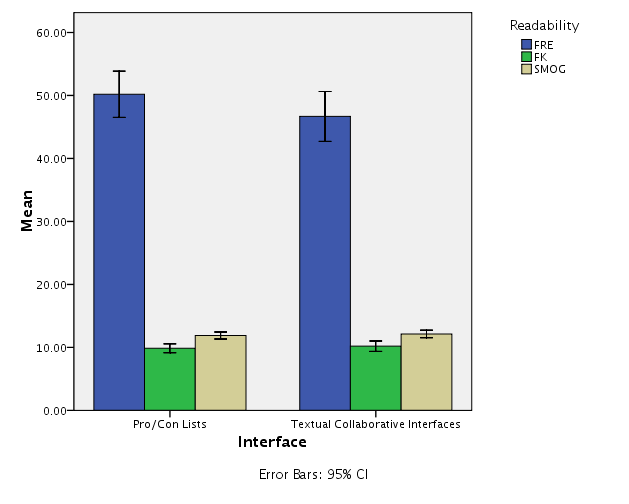 Readability
FRE
FK
SMOG
Mean
60.00
50.00
40.00
30.00
20.00
10.00
0.00
Pro/Con Lists
Textual Collaborative Interfaces
Interface
Error Bars: 95% CI